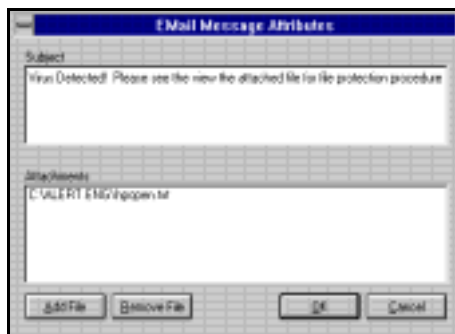 EMail Message Attributes
Subject
Virus Detected! Please see the view the attached file for file protection procedure
Attachments
Add File
Remove File
OK
Cancel